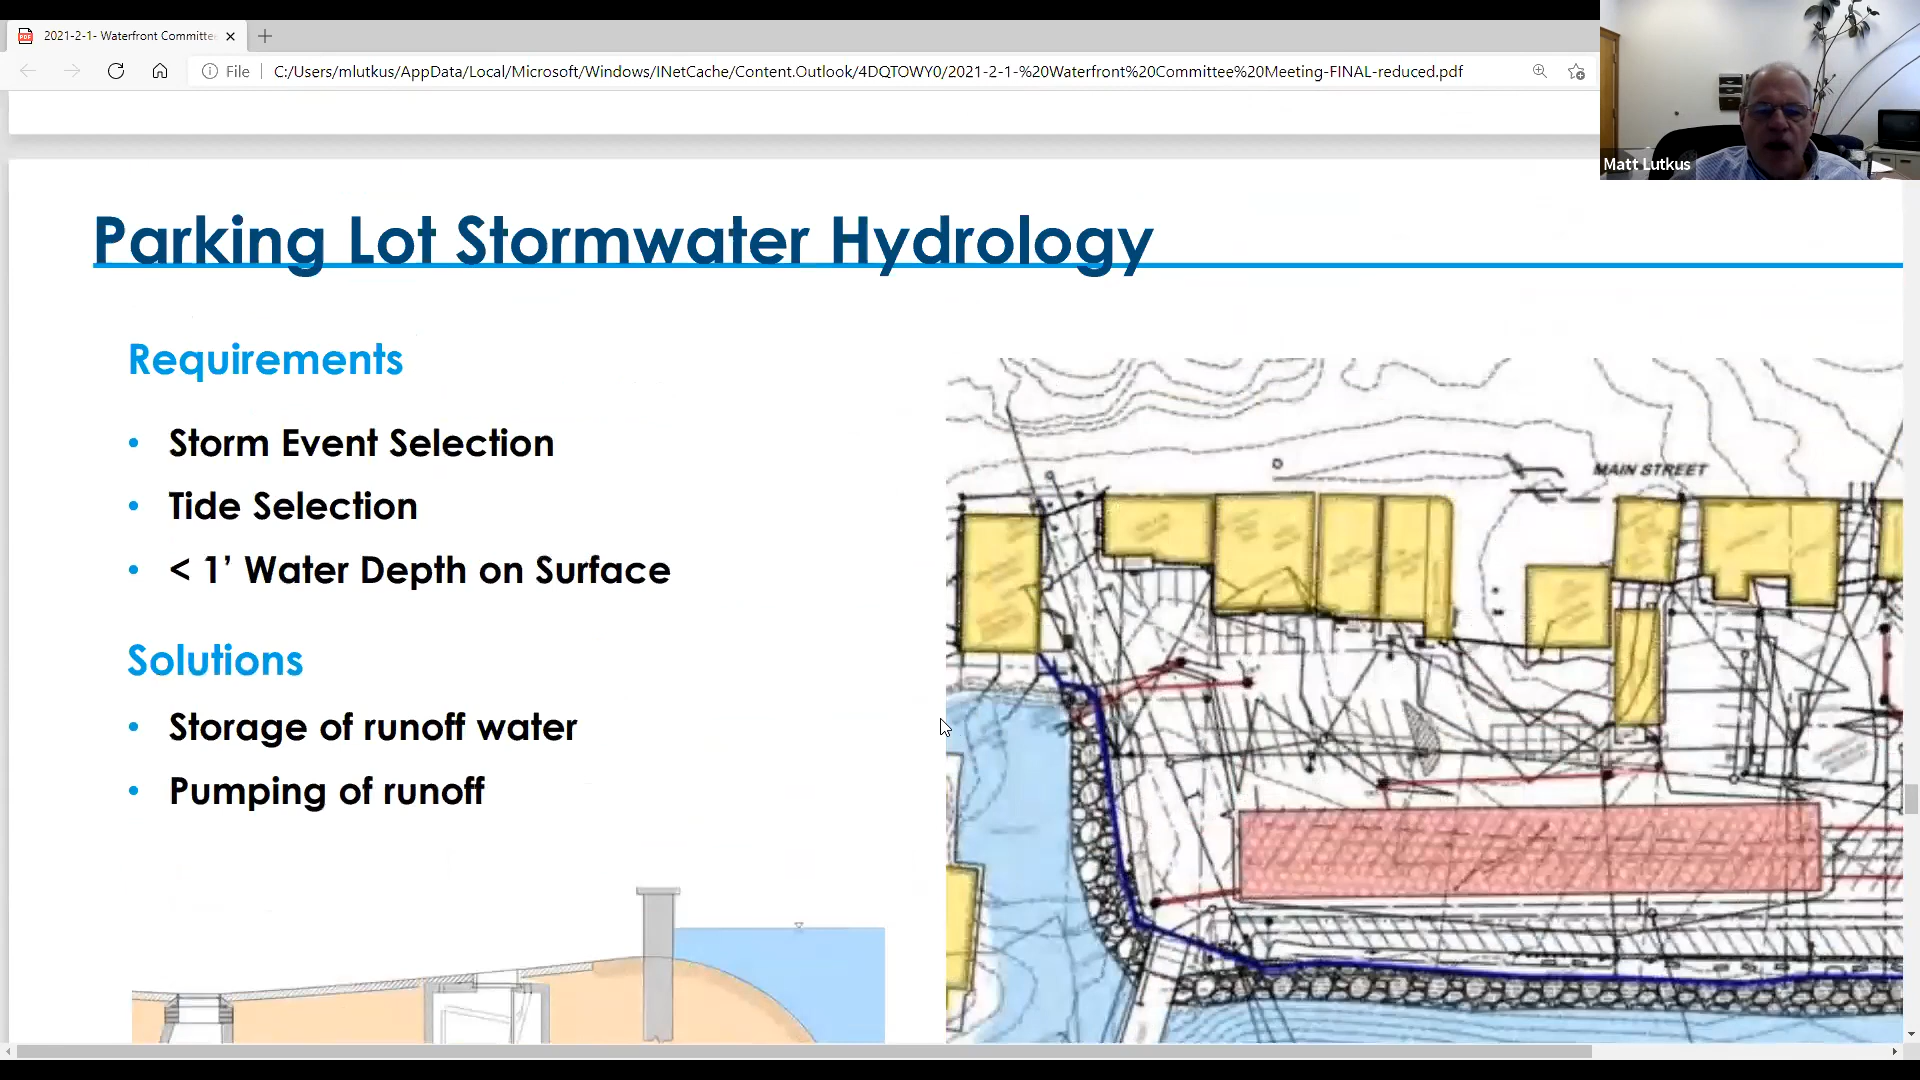 2021-2-1- Waterfront Committe
File
C:/Users/mlutkus/AppData/Local/Microsoft/Windows/INetCache/Content.Outlook/4DQTOWY0/2021-2-1-%20Waterfront%20Committee%20Meeting-FINAL-reduced.pdf
Matt Lutkus
Parking Lot Stormwater Hydrology
Requirements
• Storm Event Selection
• Tide Selection
• < 1’ Water Depth on Surface
Solutions
• Storage of runoff water
• Pumping of runoff
MAIN STREET